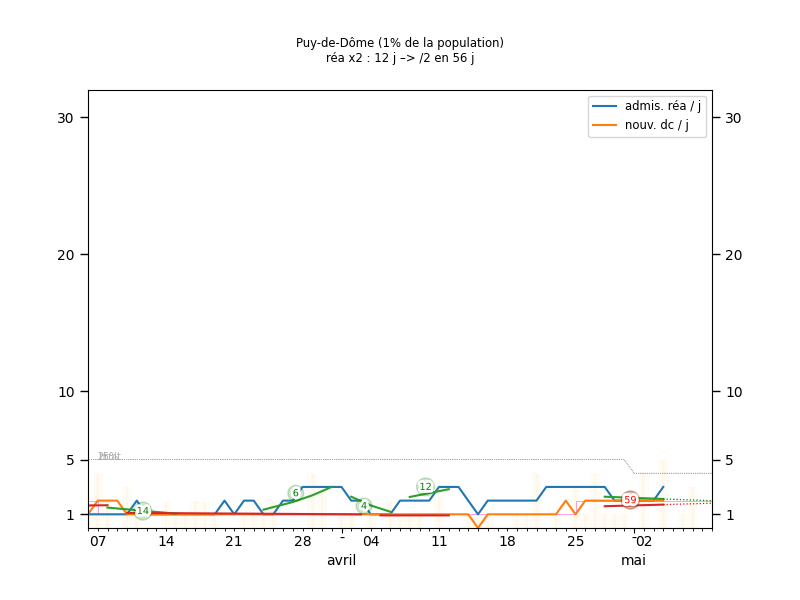 Puy-de-Dôme (1% de la population)
réa x2 : 12 j –> /2 en 56 j
admis. réa / j
nouv. dc / j
30 30
20 20
10 10
5 5
1 1
6
12
4
14
59
07 14 21 28 - 04 11 18 25 - 02
avril mai